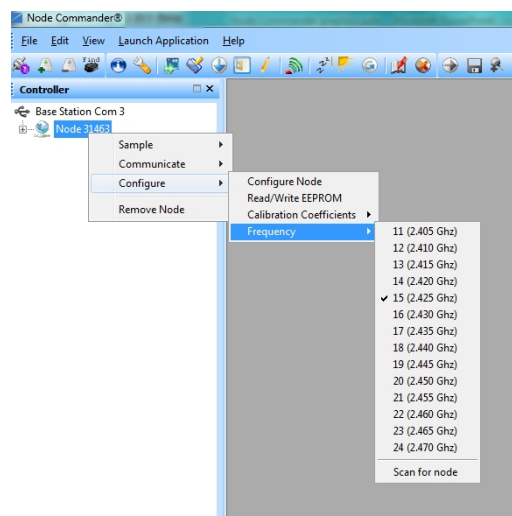 Node Commander®
File Edit View Launch Application Help
Find
Controller
Base Station Com 3
Node 31463
Sample
Communicate
Configure
Remove Node
Configure Node
Read/Write EEPROM
Calibration Coefficients
Frequency
11 (2.405 Ghz)
12 (2.410 Ghz)
13 (2.415 Ghz)
14 (2.420 Ghz)
15 (2.425 Ghz)
16 (2.430 Ghz)
17 (2.435 Ghz)
18 (2.440 Ghz)
19 (2.445 Ghz)
20 (2.450 Ghz)
21 (2.455 Ghz)
22 (2.460 Ghz)
23 (2.465 Ghz)
24 (2.470 Ghz)
Scan for node